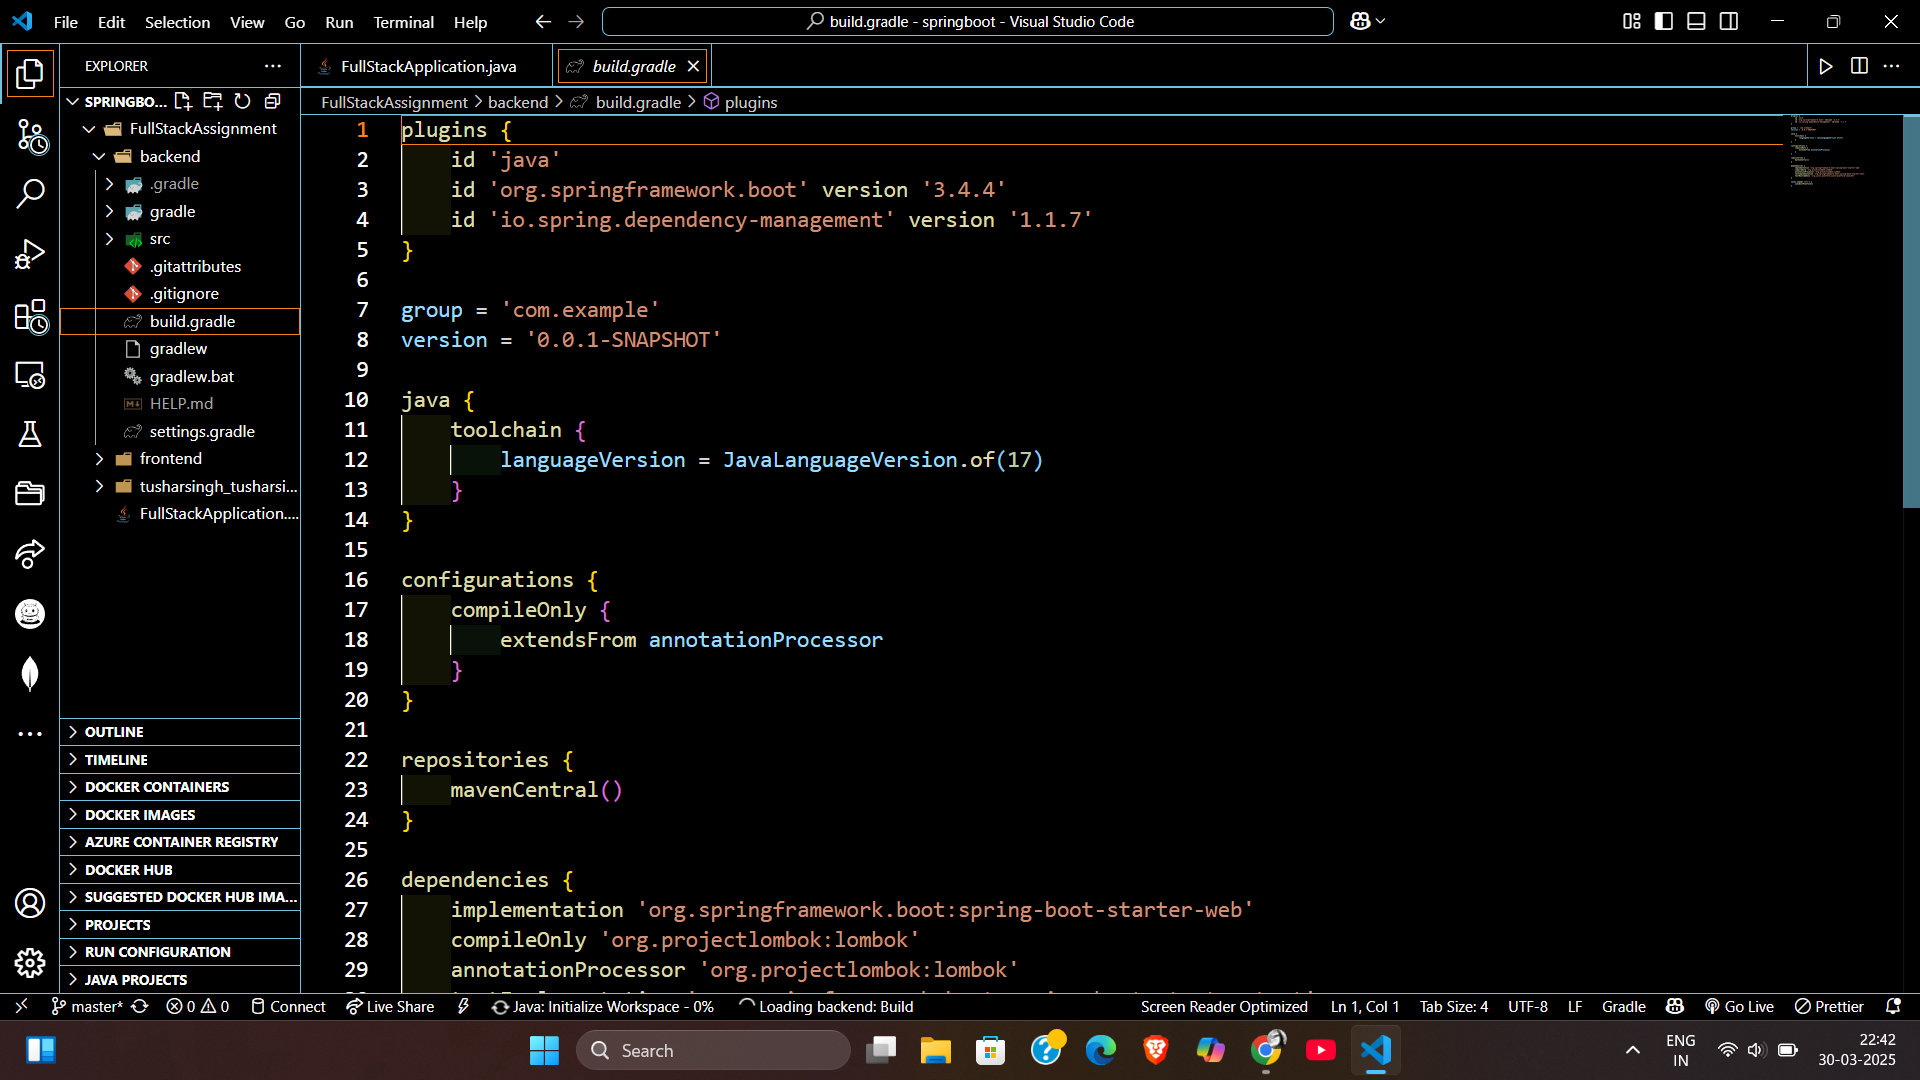 File Edit Selection View Go Run Terminal Help
build.gradle - springboot - Visual Studio Code
EXPLORER
FullStackApplication.java
build.gradle
SPRINGBO...
FullStackAssignment
backend
.gradle
gradle
src
.gitattributes
.gitignore
build.gradle
gradlew
gradlew.bat
HELP.md
settings.gradle
frontend
tusharsingh_tusharsi...
FullStackApplication....
OUTLINE
TIMELINE
DOCKER CONTAINERS
DOCKER IMAGES
AZURE CONTAINER REGISTRY
DOCKER HUB
SUGGESTED DOCKER HUB IMA...
PROJECTS
RUN CONFIGURATION
JAVA PROJECTS
FullStackAssignment > backend > build.gradle > plugins
1 plugins {
2 id 'java'
3 id 'org.springframework.boot' version '3.4.4'
4 id 'io.spring.dependency-management' version '1.1.7'
5 }
6
7 group = 'com.example'
8 version = '0.0.1-SNAPSHOT'
9
10 java {
11 toolchain {
12 languageVersion = JavaLanguageVersion.of(17)
13 }
14 }
15
16 configurations {
17 compileOnly {
18 extendsFrom annotationProcessor
19 }
20 }
21
22 repositories {
23 mavenCentral()
24 }
25
26 dependencies {
27 implementation 'org.springframework.boot:spring-boot-starter-web'
28 compileOnly 'org.projectlombok:lombok'
29 annotationProcessor 'org.projectlombok:lombok'
master* 0 0 Connect Live Share Java: Initialize Workspace - 0% Loading backend: Build Screen Reader Optimized Ln 1, Col 1 Tab Size: 4 UTF-8 LF Gradle Go Live Prettier
Search
ENG
IN
22:42
30-03-2025